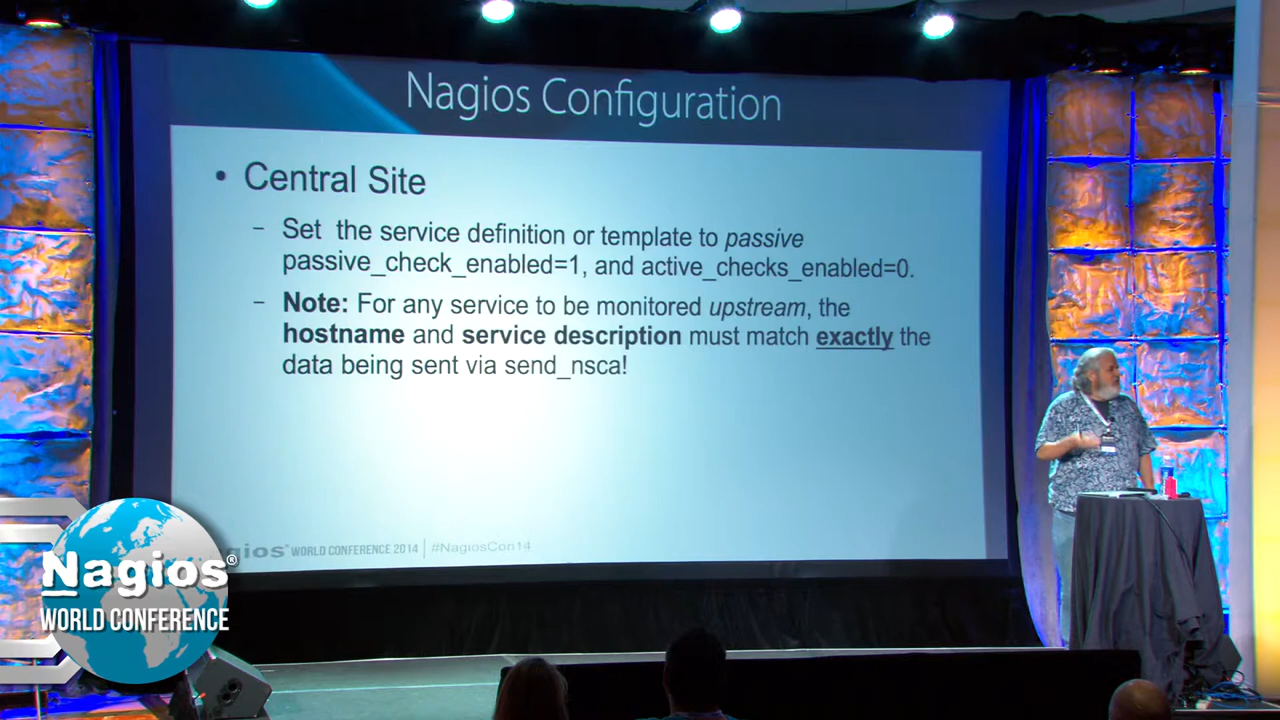 Nagios Configuration
• Central Site
– Set the service definition or template to passive
passive_check_enabled=1, and active_checks_enabled=0.
– Note: For any service to be monitored upstream, the
hostname and service description must match exactly the
data being sent via send_nsca!
gios® WORLD CONFERENCE 2014 | #NagiosCon14
Nagios®
WORLD CONFERENCE